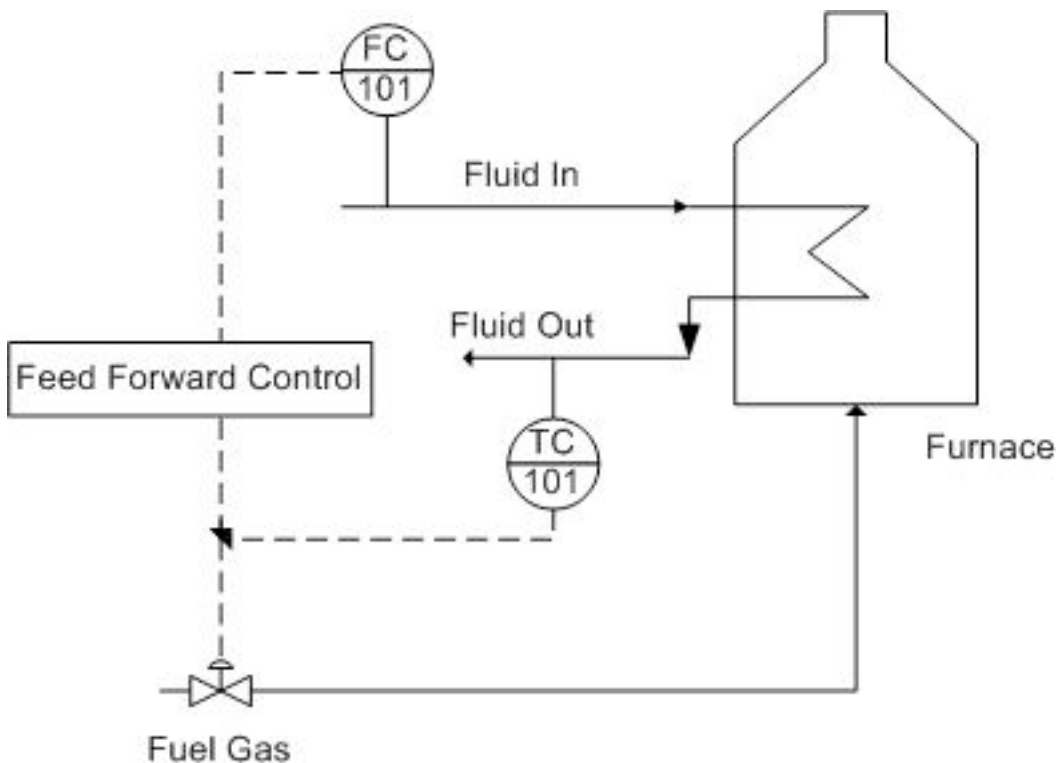 FC
101
Fluid In
Fluid Out
Feed Forward Control
TC
101
Furnace
Fuel Gas